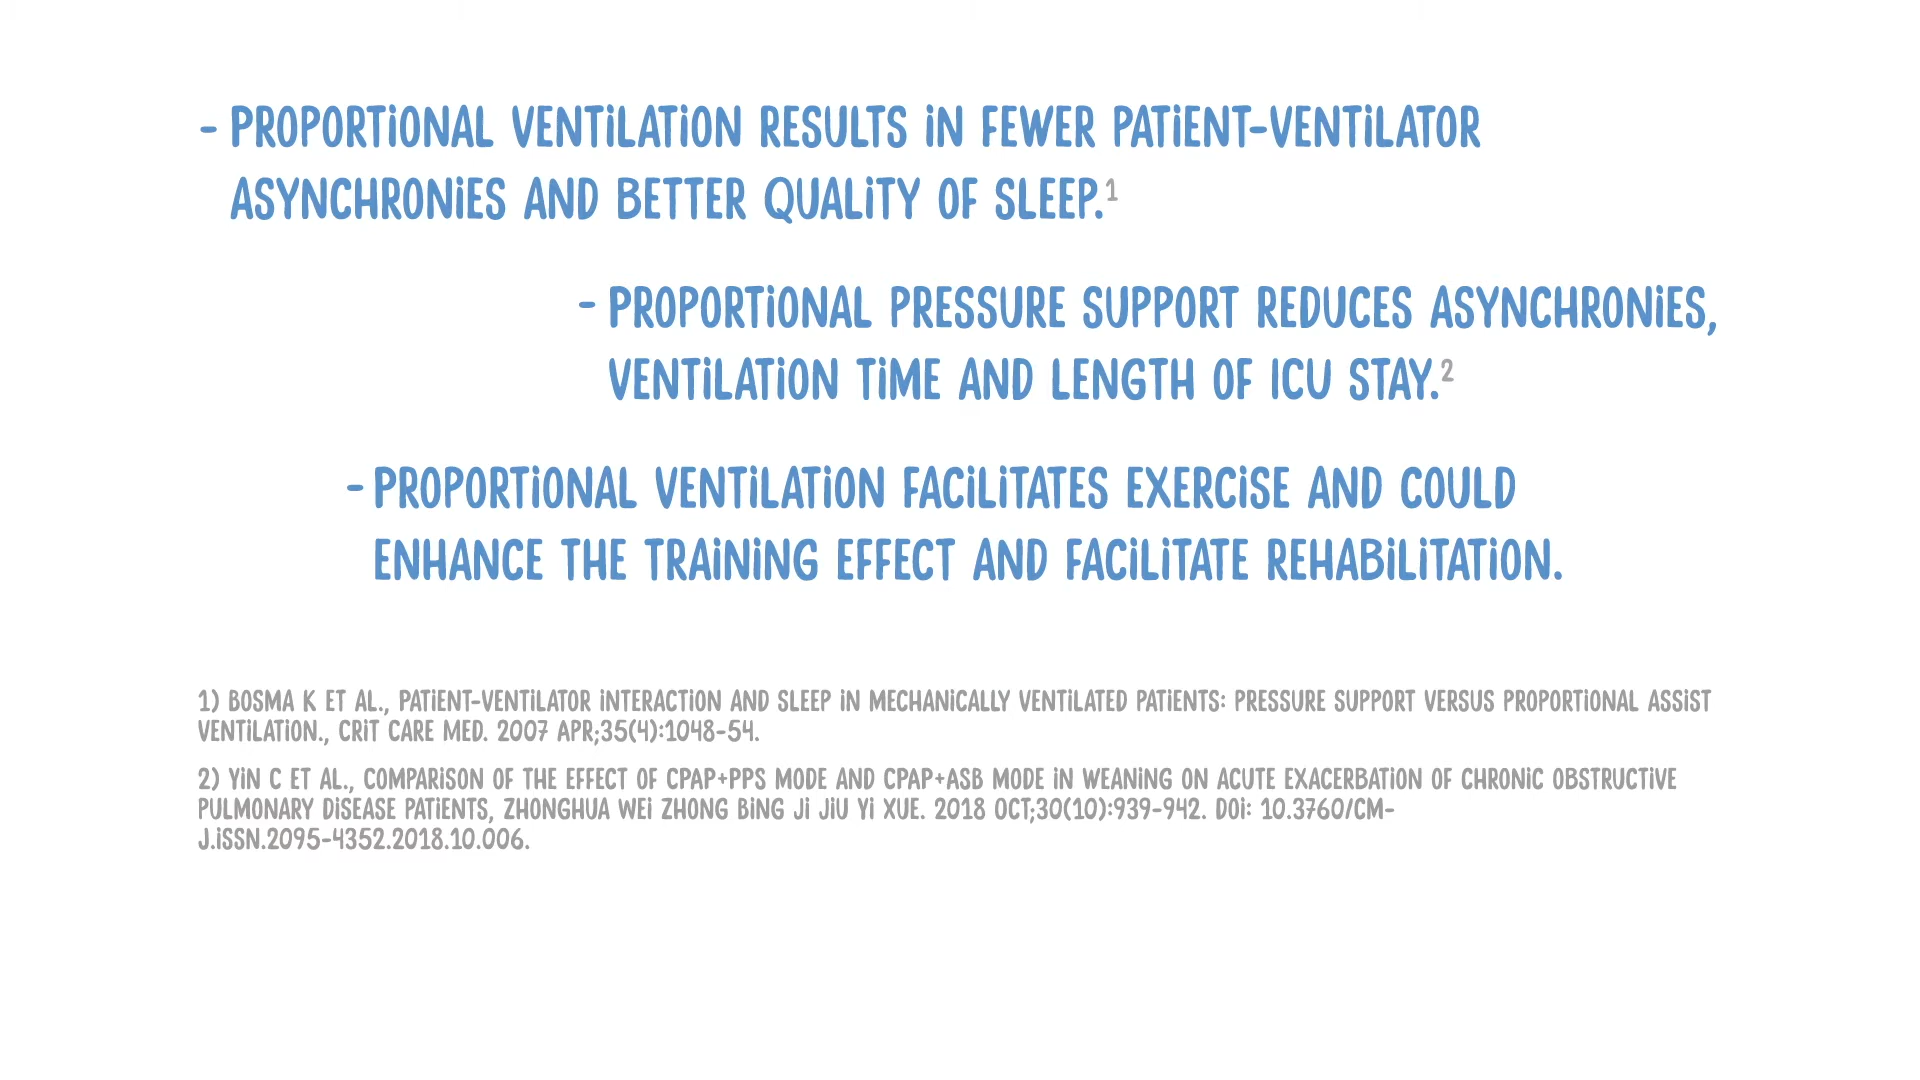 - PROPORTIONAL VENTILATION RESULTS IN FEWER PATIENT-VENTILATOR
ASYNCHRONIES AND BETTER QUALITY OF SLEEP.1
- PROPORTIONAL PRESSURE SUPPORT REDUCES ASYNCHRONIES,
VENTILATION TIME AND LENGTH OF ICU STAY.2
- PROPORTIONAL VENTILATION FACILITATES EXERCISE AND COULD
ENHANCE THE TRAINING EFFECT AND FACILITATE REHABILITATION.
1) BOSMA K ET AL., PATIENT-VENTILATOR INTERACTION AND SLEEP IN MECHANICALLY VENTILATED PATIENTS: PRESSURE SUPPORT VERSUS PROPORTIONAL ASSIST
VENTILATION., CRIT CARE MED. 2007 APR;35(4):1048-54.
2) YIN C ET AL., COMPARISON OF THE EFFECT OF CPAP+PPS MODE AND CPAP+ASB MODE IN WEANING ON ACUTE EXACERBATION OF CHRONIC OBSTRUCTIVE
PULMONARY DISEASE PATIENTS, ZHONGHUA WEI ZHONG BING JI JIU YI XUE. 2018 OCT;30(10):939-942. DOI: 10.3760/CM-
J.ISSN.2095-4352.2018.10.006.